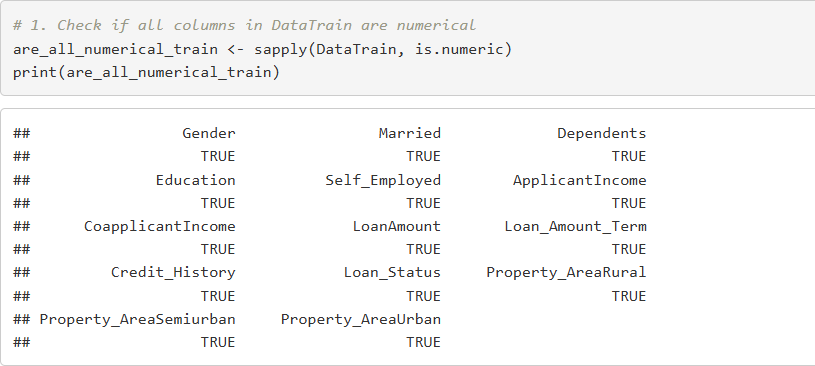 # 1. Check if all columns in DataTrain are numerical
are_all_numerical_train <- sapply(DataTrain, is.numeric)
print(are_all_numerical_train)
##                Gender               Married            Dependents
##                  TRUE                  TRUE                  TRUE
##             Education         Self_Employed       ApplicantIncome
##                  TRUE                  TRUE                  TRUE
##     CoapplicantIncome            LoanAmount      Loan_Amount_Term
##                  TRUE                  TRUE                  TRUE
##        Credit_History           Loan_Status    Property_AreaRural
##                  TRUE                  TRUE                  TRUE
## Property_AreaSemiurban    Property_AreaUrban
##                  TRUE                  TRUE